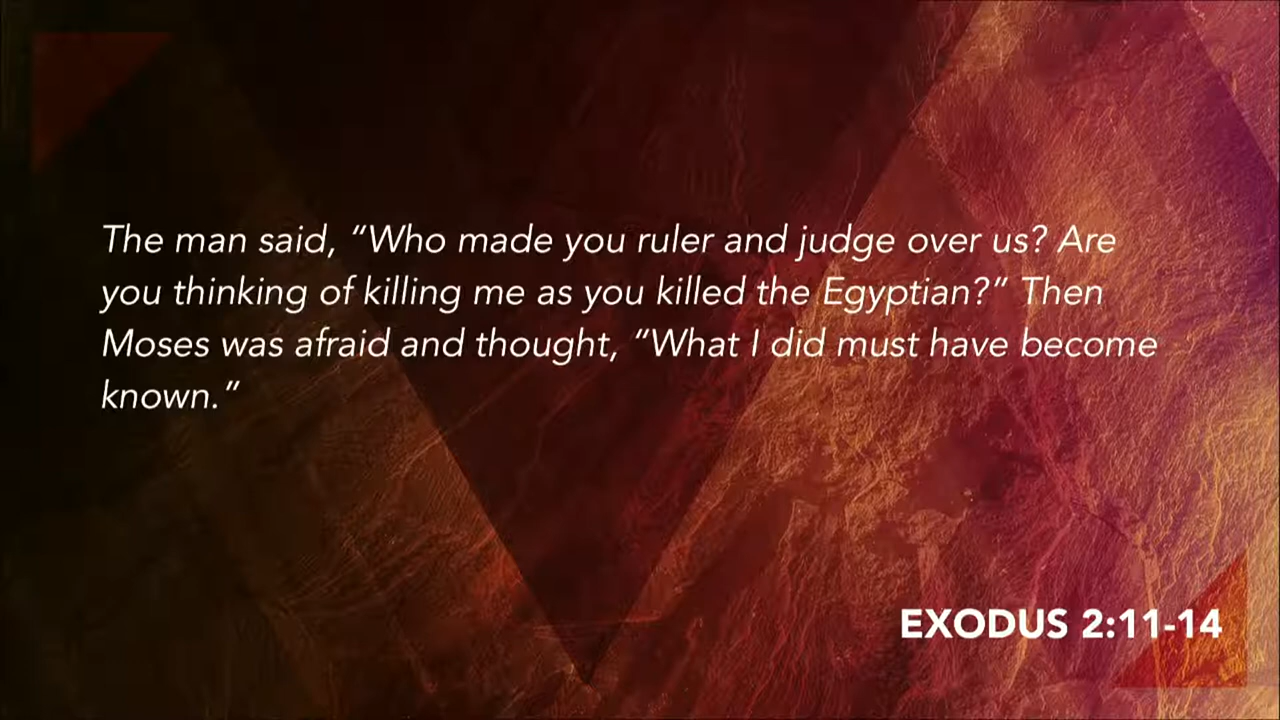 The man said, “Who made you ruler and judge over us? Are
you thinking of killing me as you killed the Egyptian?” Then
Moses was afraid and thought, “What I did must have become
known.”
EXODUS 2:11-14